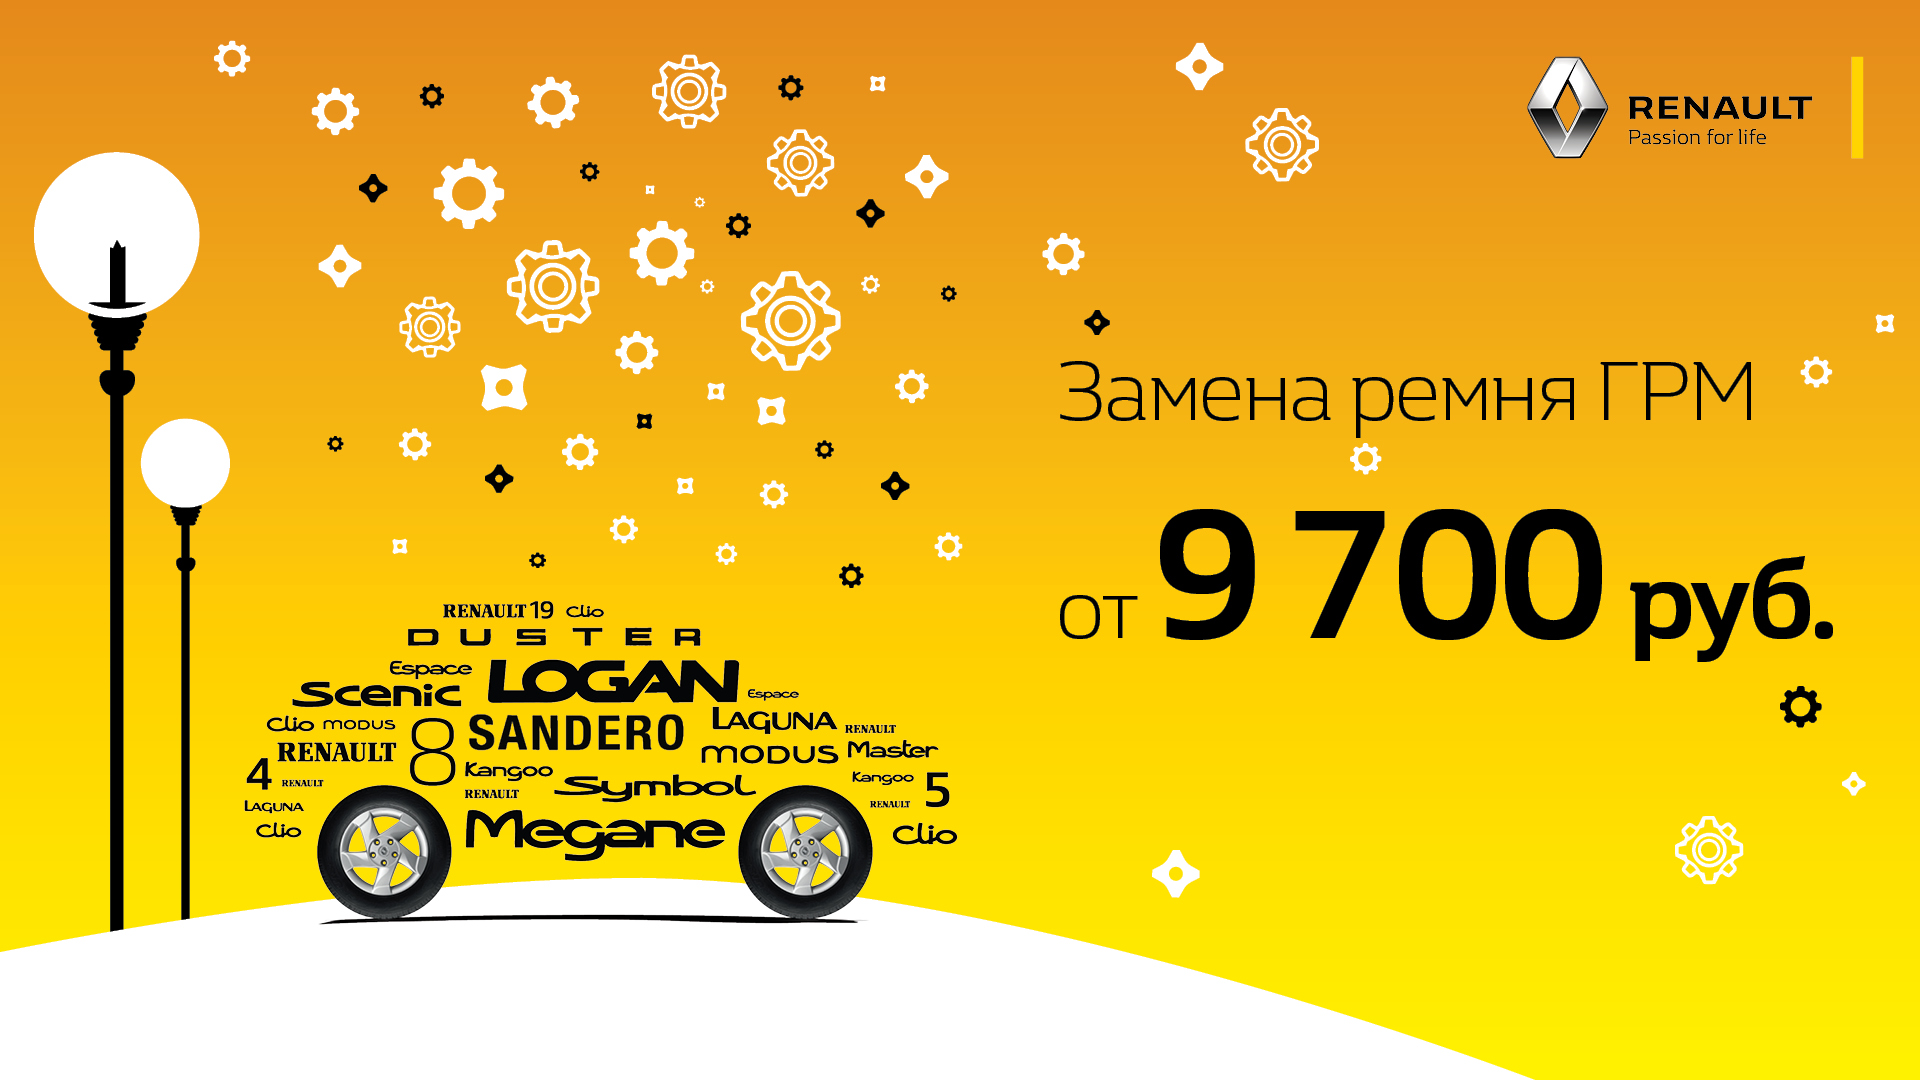 RENAULT
Passion for life
Замена ремня ГРМ
от 9 700 руб.
RENAULT 19 Clio
DUSTER
Espace LOGAN
Scenic Espace
Clio MODUS 8 SANDERO LAGUNA RENAULT
RENAULT MODUS Master
4 RENAULT Kangoo Symbol Kangoo 5
RENAULT RENAULT
LAGUNA
Clio Megane Clio